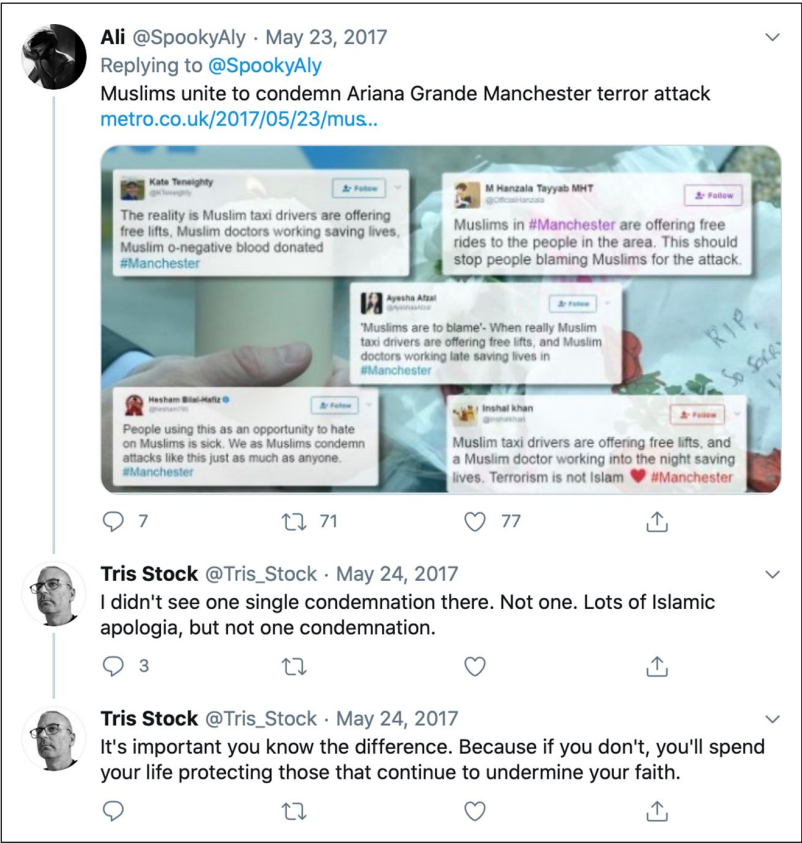 Ali @SpookyAly · May 23, 2017
Replying to @SpookyAly
Muslims unite to condemn Ariana Grande Manchester terror attack
metro.co.uk/2017/05/23/mus...
Kate Teneighty
Follow
The reality is Muslim taxi drivers are offering
free lifts, Muslim doctors working saving lives,
Muslim o-negative blood donated
#Manchester
M Hanzala Tayyab MHT
@OfficialHanzala
Follow
Muslims in #Manchester are offering free
rides to the people in the area. This should
stop people blaming Muslims for the attack.
Ayesha Afzal
Follow
'Muslims are to blame'- When really Muslim
taxi drivers are offering free lifts, and Muslim
doctors working late saving lives in
#Manchester
Hesham Bilal-Hafiz
Follow
People using this as an opportunity to hate
on Muslims is sick. We as Muslims condemn
attacks like this just as much as anyone.
#Manchester
Inshal khan
Follow
Muslim taxi drivers are offering free lifts, and
a Muslim doctor working into the night saving
lives. Terrorism is not Islam ♥ #Manchester
RIP,
So Sorry
7 71 77
Tris Stock @Tris_Stock · May 24, 2017
I didn't see one single condemnation there. Not one. Lots of Islamic
apologia, but not one condemnation.
3
Tris Stock @Tris_Stock · May 24, 2017
It's important you know the difference. Because if you don't, you'll spend
your life protecting those that continue to undermine your faith.